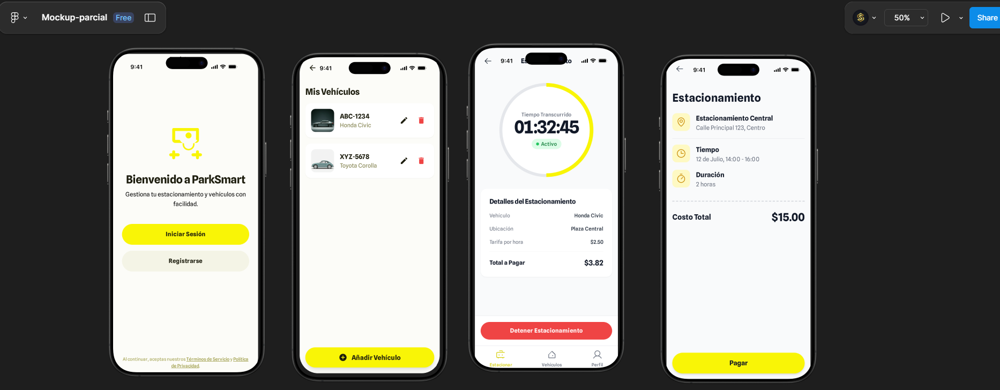 Mockup-parcial Free
50%
Share
9:41
Bienvenido a ParkSmart
Gestiona tu estacionamiento y vehículos con
facilidad.
Iniciar Sesión
Registrarse
Al continuar, aceptas nuestros Términos de Servicio y Política
de Privacidad.
9:41
Mis Vehículos
ABC-1234
Honda Civic
XYZ-5678
Toyota Corolla
Añadir Vehículo
9:41
Tiempo Transcurrido
01:32:45
Activo
Detalles del Estacionamiento
Vehículo Honda Civic
Ubicación Plaza Central
Tarifa por hora $2.50
Total a Pagar $3.82
Detener Estacionamiento
Estacionar Vehículos Perfil
9:41
Estacionamiento
Estacionamiento Central
Calle Principal 123, Centro
Tiempo
12 de Julio, 14:00 - 16:00
Duración
2 horas
Costo Total $15.00
Pagar